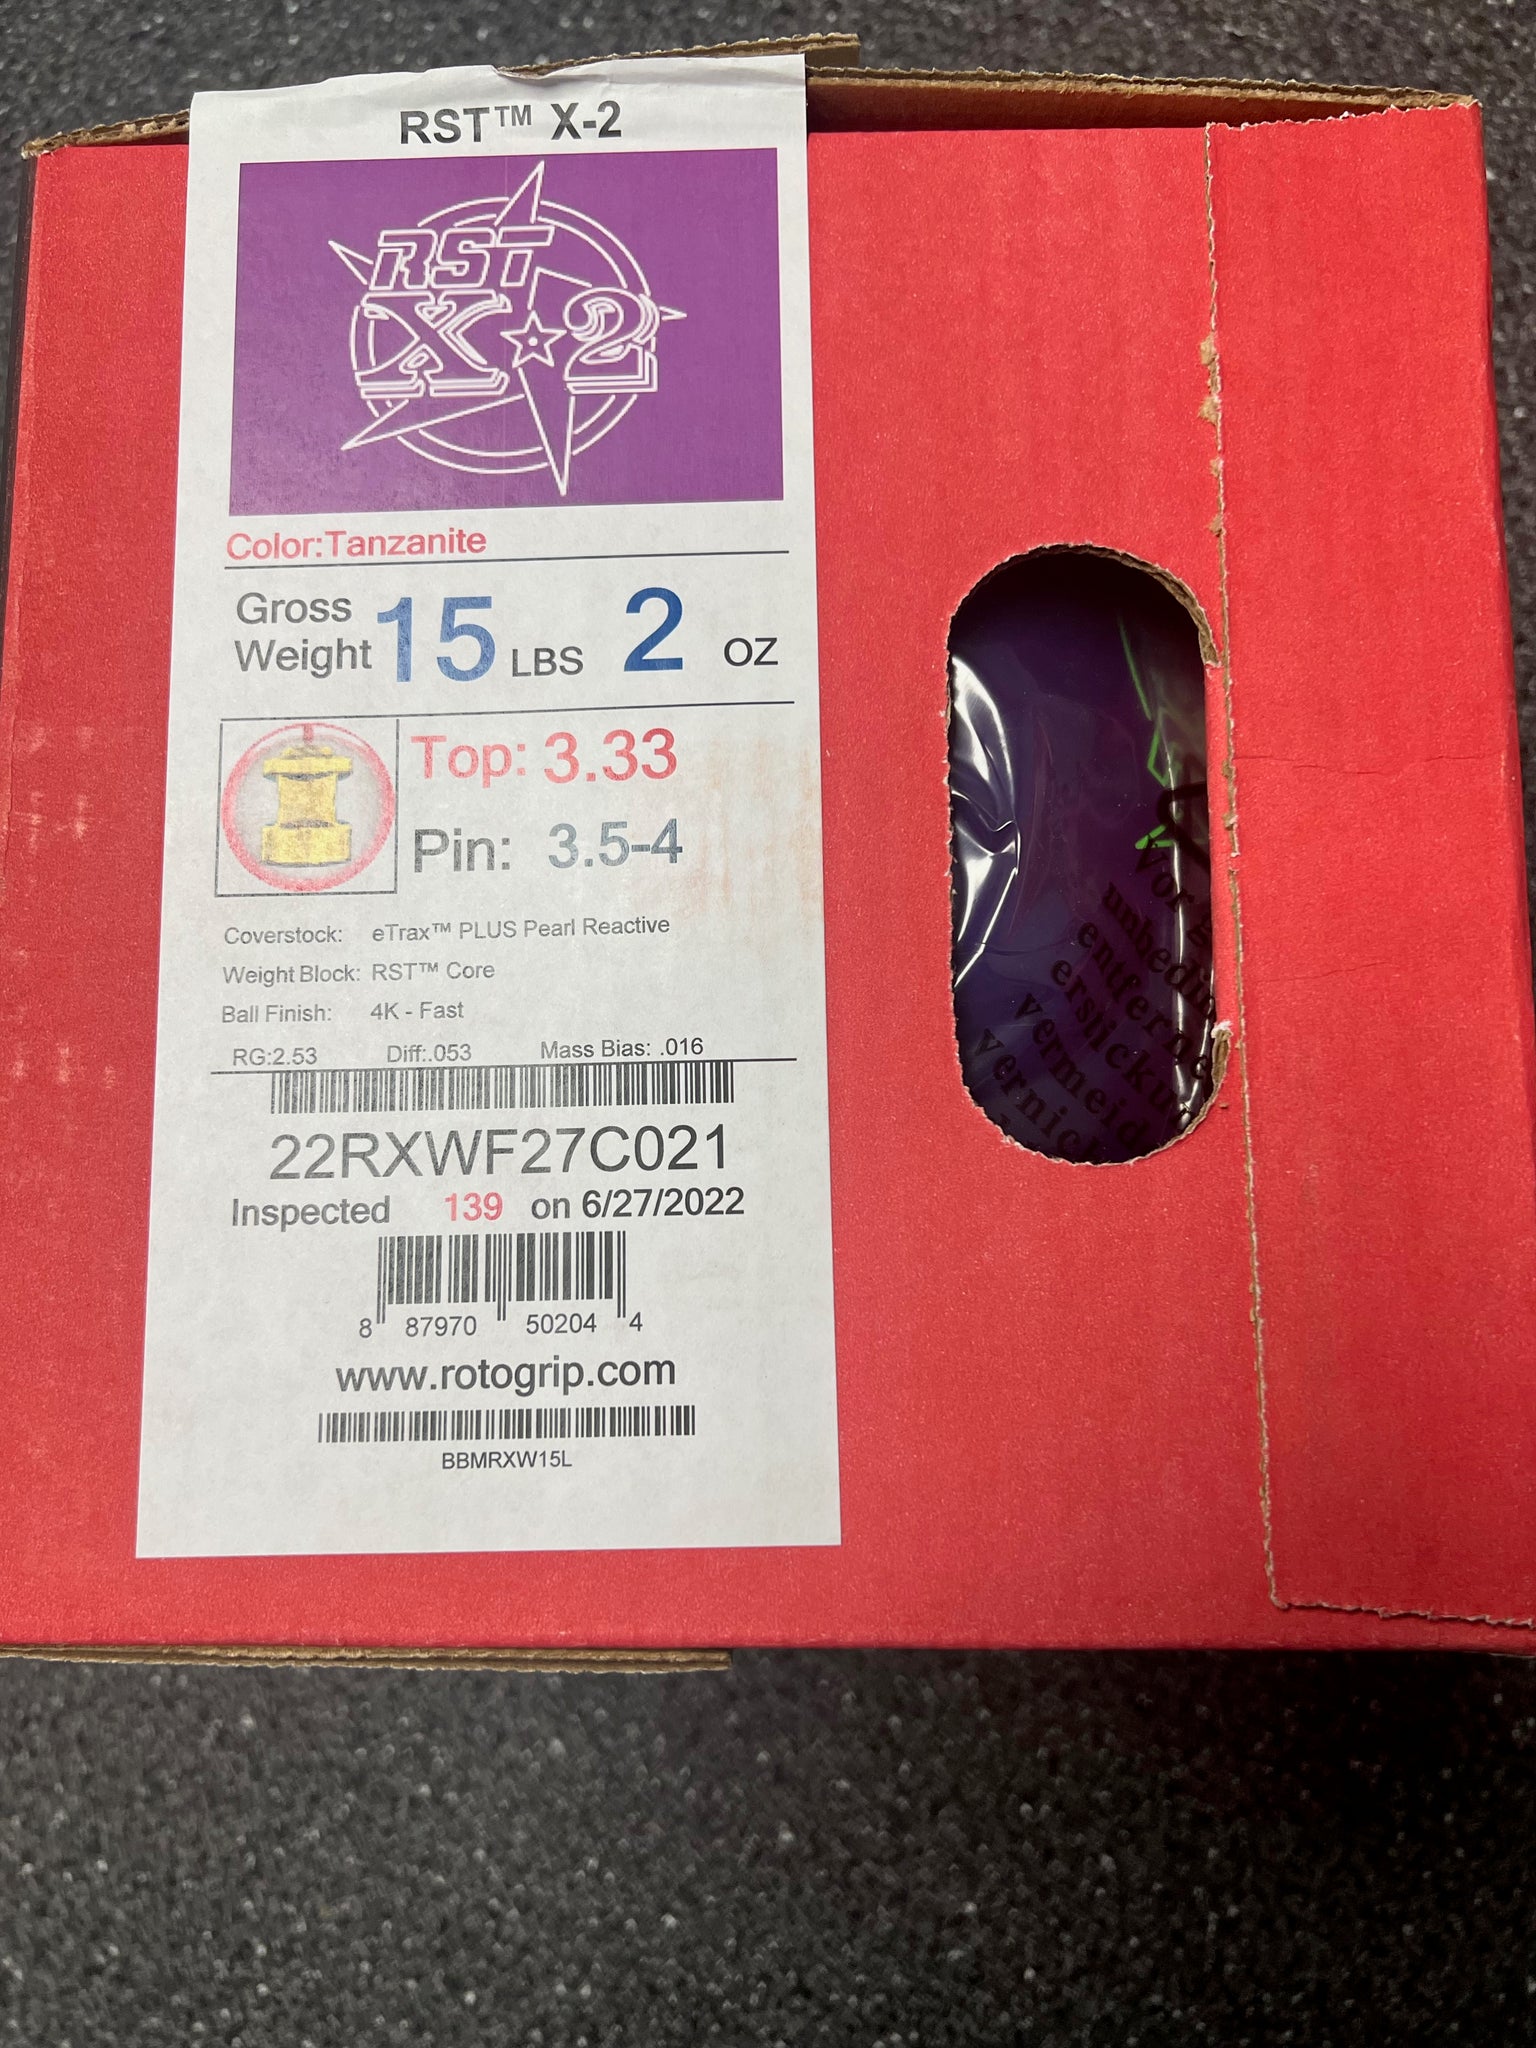 RST™ X-2
RST
X 2
Color:Tanzanite
Gross
Weight 15 LBS 2 OZ
Top: 3.33
Pin: 3.5-4
Coverstock: eTrax™ PLUS Pearl Reactive
Weight Block: RST™ Core
Ball Finish: 4K - Fast
RG:2.53 Diff:.053 Mass Bias: .016
22RXWF27C021
Inspected 139 on 6/27/2022
8 87970 50204 4
www.rotogrip.com
BBMRXW15L